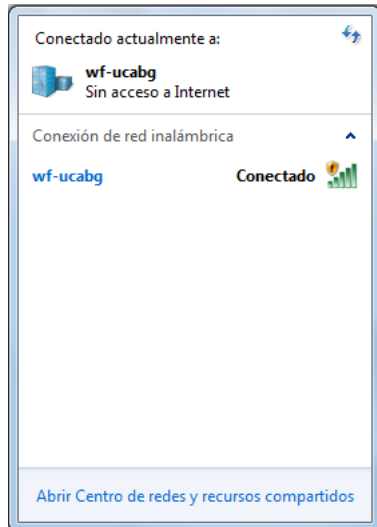 Conectado actualmente a:
wf-ucabg
Sin acceso a Internet
Conexión de red inalámbrica
wf-ucabg Conectado
Abrir Centro de redes y recursos compartidos